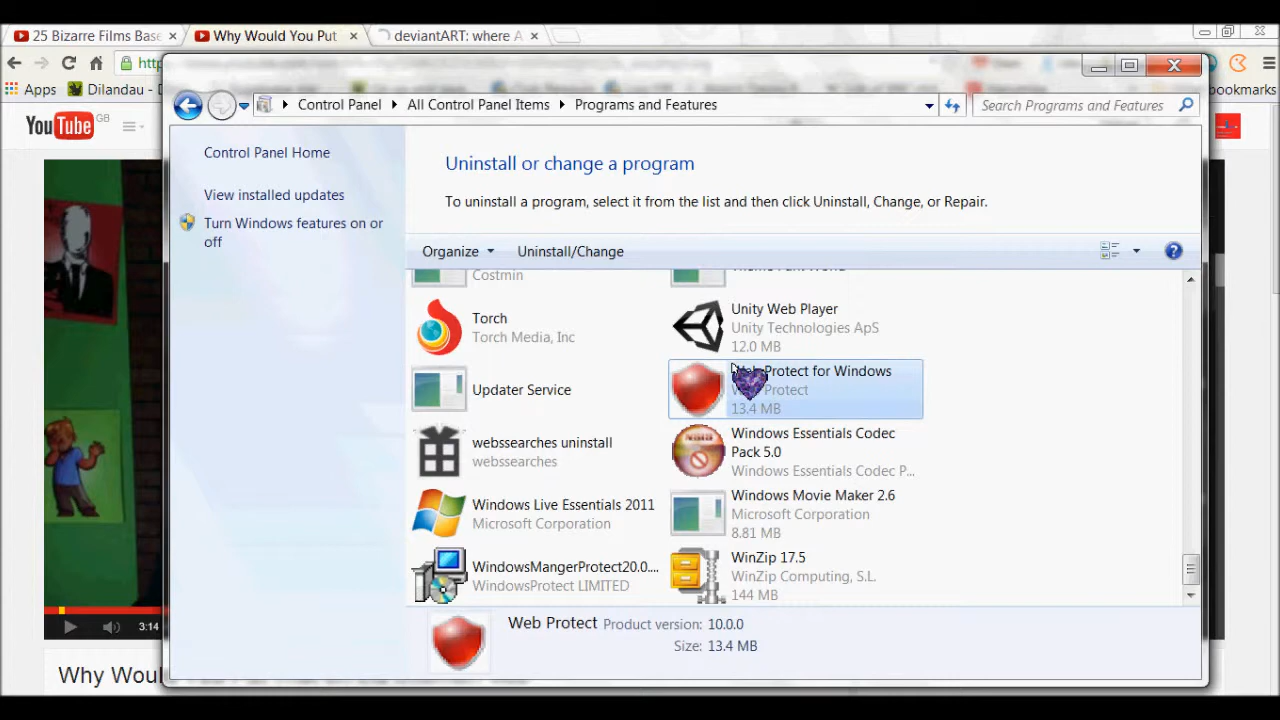 25 Bizarre Films Base
Why Would You Put
deviantART: where A
http
Apps
Dilandau - D
bookmarks
YouTube GB
Control Panel
All Control Panel Items
Programs and Features
Search Programs and Features
Control Panel Home
View installed updates
Turn Windows features on or
off
Uninstall or change a program
To uninstall a program, select it from the list and then click Uninstall, Change, or Repair.
Organize
Uninstall/Change
Costmin
Torch
Torch Media, Inc
Unity Web Player
Unity Technologies ApS
12.0 MB
Updater Service
Protect for Windows
Protect
13.4 MB
webssearches uninstall
webssearches
Windows Essentials Codec
Pack 5.0
Windows Essentials Codec P...
Windows Live Essentials 2011
Microsoft Corporation
Windows Movie Maker 2.6
Microsoft Corporation
8.81 MB
WindowsMangerProtect20.0....
WindowsProtect LIMITED
WinZip 17.5
WinZip Computing, S.L.
144 MB
Web Protect Product version: 10.0.0
Size: 13.4 MB
3:14
Why Woul